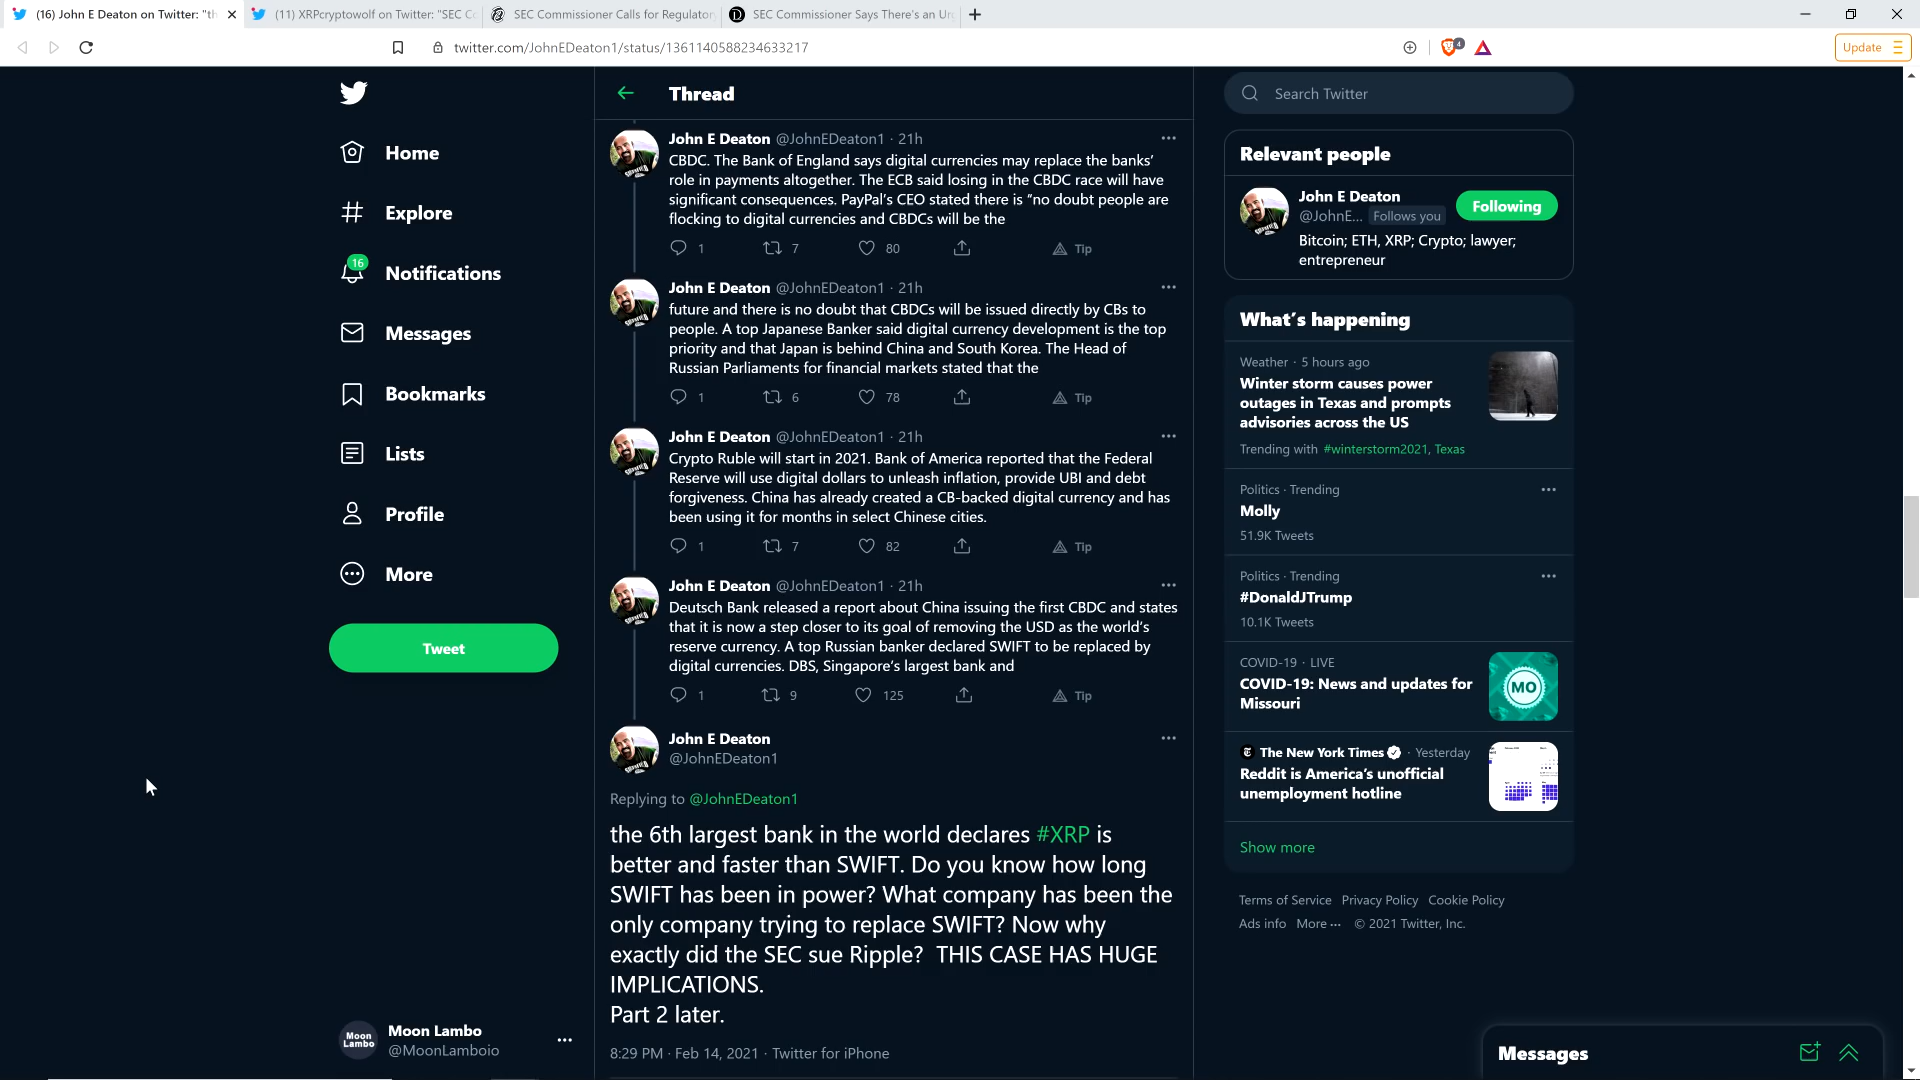 (16) John E Deaton on Twitter: "th
(11) XRPcryptowolf on Twitter: "SEC Co
SEC Commissioner Calls for Regulatory
SEC Commissioner Says There's an Ur
twitter.com/JohnEDeaton1/status/1361140588234633217
4
Update
Home
Explore
16
Notifications
Messages
Bookmarks
Lists
Profile
More
Tweet
Moon Lambo
Moon Lambo
@MoonLamboio
Thread
John E Deaton @JohnEDeaton1 · 21h
CBDC. The Bank of England says digital currencies may replace the banks’
role in payments altogether. The ECB said losing in the CBDC race will have
significant consequences. PayPal’s CEO stated there is “no doubt people are
flocking to digital currencies and CBDCs will be the
1 7 80 Tip
John E Deaton @JohnEDeaton1 · 21h
future and there is no doubt that CBDCs will be issued directly by CBs to
people. A top Japanese Banker said digital currency development is the top
priority and that Japan is behind China and South Korea. The Head of
Russian Parliaments for financial markets stated that the
1 6 78 Tip
John E Deaton @JohnEDeaton1 · 21h
Crypto Ruble will start in 2021. Bank of America reported that the Federal
Reserve will use digital dollars to unleash inflation, provide UBI and debt
forgiveness. China has already created a CB-backed digital currency and has
been using it for months in select Chinese cities.
1 7 82 Tip
John E Deaton @JohnEDeaton1 · 21h
Deutsch Bank released a report about China issuing the first CBDC and states
that it is now a step closer to its goal of removing the USD as the world’s
reserve currency. A top Russian banker declared SWIFT to be replaced by
digital currencies. DBS, Singapore’s largest bank and
1 9 125 Tip
John E Deaton
@JohnEDeaton1
Replying to @JohnEDeaton1
the 6th largest bank in the world declares #XRP is
better and faster than SWIFT. Do you know how long
SWIFT has been in power? What company has been the
only company trying to replace SWIFT? Now why
exactly did the SEC sue Ripple?  THIS CASE HAS HUGE
IMPLICATIONS.
Part 2 later.
8:29 PM · Feb 14, 2021 · Twitter for iPhone
Search Twitter
Relevant people
John E Deaton
@JohnE... Follows you
Following
Bitcoin; ETH, XRP; Crypto; lawyer;
entrepreneur
What’s happening
Weather · 5 hours ago
Winter storm causes power
outages in Texas and prompts
advisories across the US
Trending with #winterstorm2021, Texas
Politics · Trending
Molly
51.9K Tweets
Politics · Trending
#DonaldJTrump
10.1K Tweets
COVID-19 · LIVE
COVID-19: News and updates for
Missouri
MO
The New York Times · Yesterday
Reddit is America’s unofficial
unemployment hotline
Show more
Terms of Service Privacy Policy Cookie Policy
Ads info More ··· © 2021 Twitter, Inc.
Messages